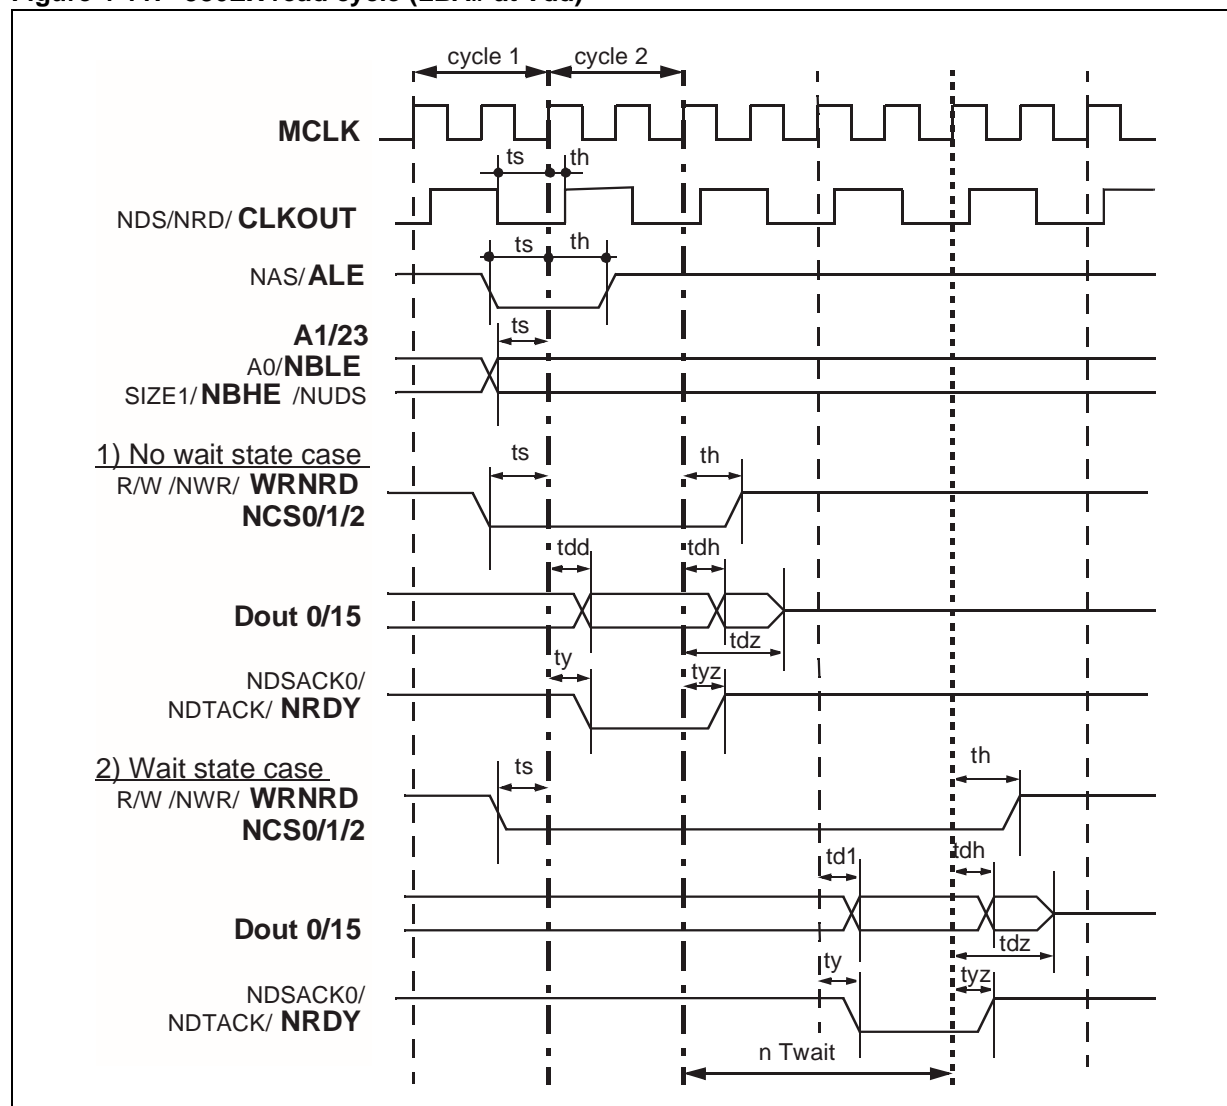 cycle 1 cycle 2
MCLK
ts th
NDS/NRD/ CLKOUT
ts th
NAS/ALE
A1/23 ts
A0/NBLE
SIZE1/NBHE /NUDS
1) No wait state case ts th
R/W /NWR/ WRNRD
NCS0/1/2
tdd tdh
Dout 0/15
tdz
ty tyz
NDSACK0/
NDTACK/ NRDY
2) Wait state case ts th
R/W /NWR/ WRNRD
NCS0/1/2
td1 tdh
Dout 0/15
tdz
ty tyz
NDSACK0/
NDTACK/ NRDY
n Twait